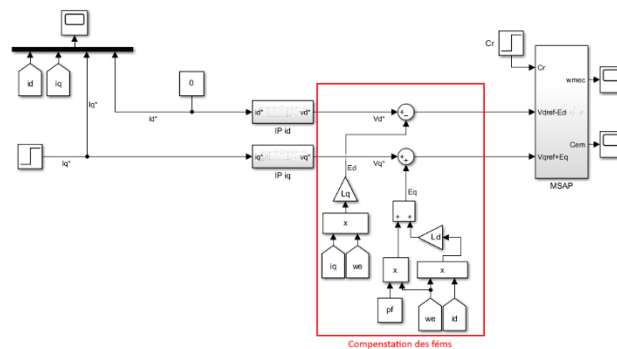 Cr
id
iq
Iq*
id*
0
Iq*
id*
vd*
IP id
iq*
vq*
IP iq
Vd*
Vq*
Ed
Eq
Lq
Ld
x
x
x
iq
we
pf
we
id
Cr
wmec
Vdref-Ed
Cem
Vqref+Eq
MSAP
Compenstation des féms